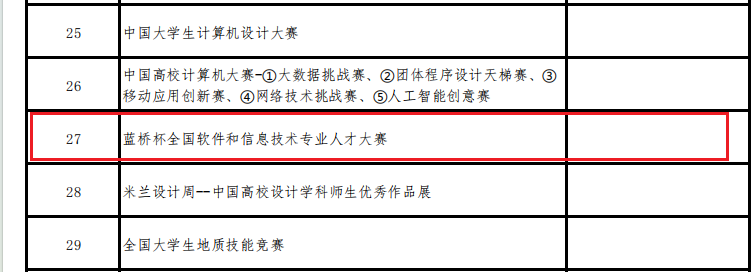 25 中国大学生计算机设计大赛
26 中国高校计算机大赛-①大数据挑战赛、②团体程序设计天梯赛、③
移动应用创新赛、④网络技术挑战赛、⑤人工智能创意赛
27 蓝桥杯全国软件和信息技术专业人才大赛
28 米兰设计周--中国高校设计学科师生优秀作品展
29 全国大学生地质技能竞赛